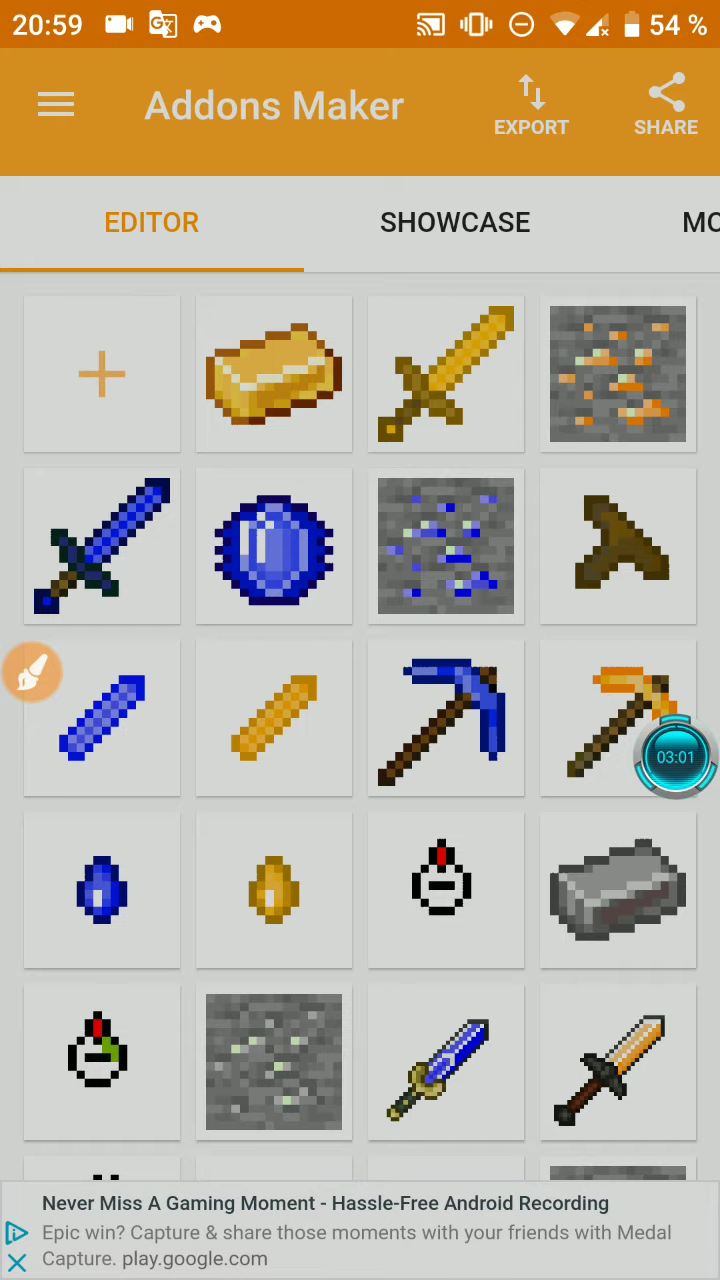 20:59
54 %
Addons Maker
EXPORT
SHARE
EDITOR
SHOWCASE
MO
03:01
Never Miss A Gaming Moment - Hassle-Free Android Recording
Epic win? Capture & share those moments with your friends with Medal
Capture. play.google.com